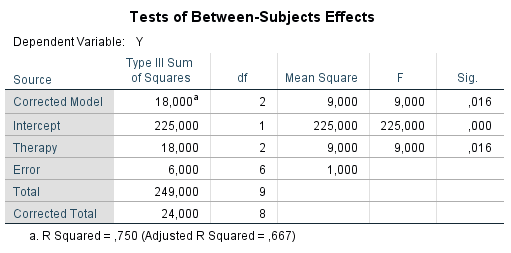 Tests of Between-Subjects Effects
Dependent Variable: Y
Source Type III Sum of Squares df Mean Square F Sig.
Corrected Model 18,000a 2 9,000 9,000 ,016
Intercept 225,000 1 225,000 225,000 ,000
Therapy 18,000 2 9,000 9,000 ,016
Error 6,000 6 1,000
Total 249,000 9
Corrected Total 24,000 8
a. R Squared = ,750 (Adjusted R Squared = ,667)